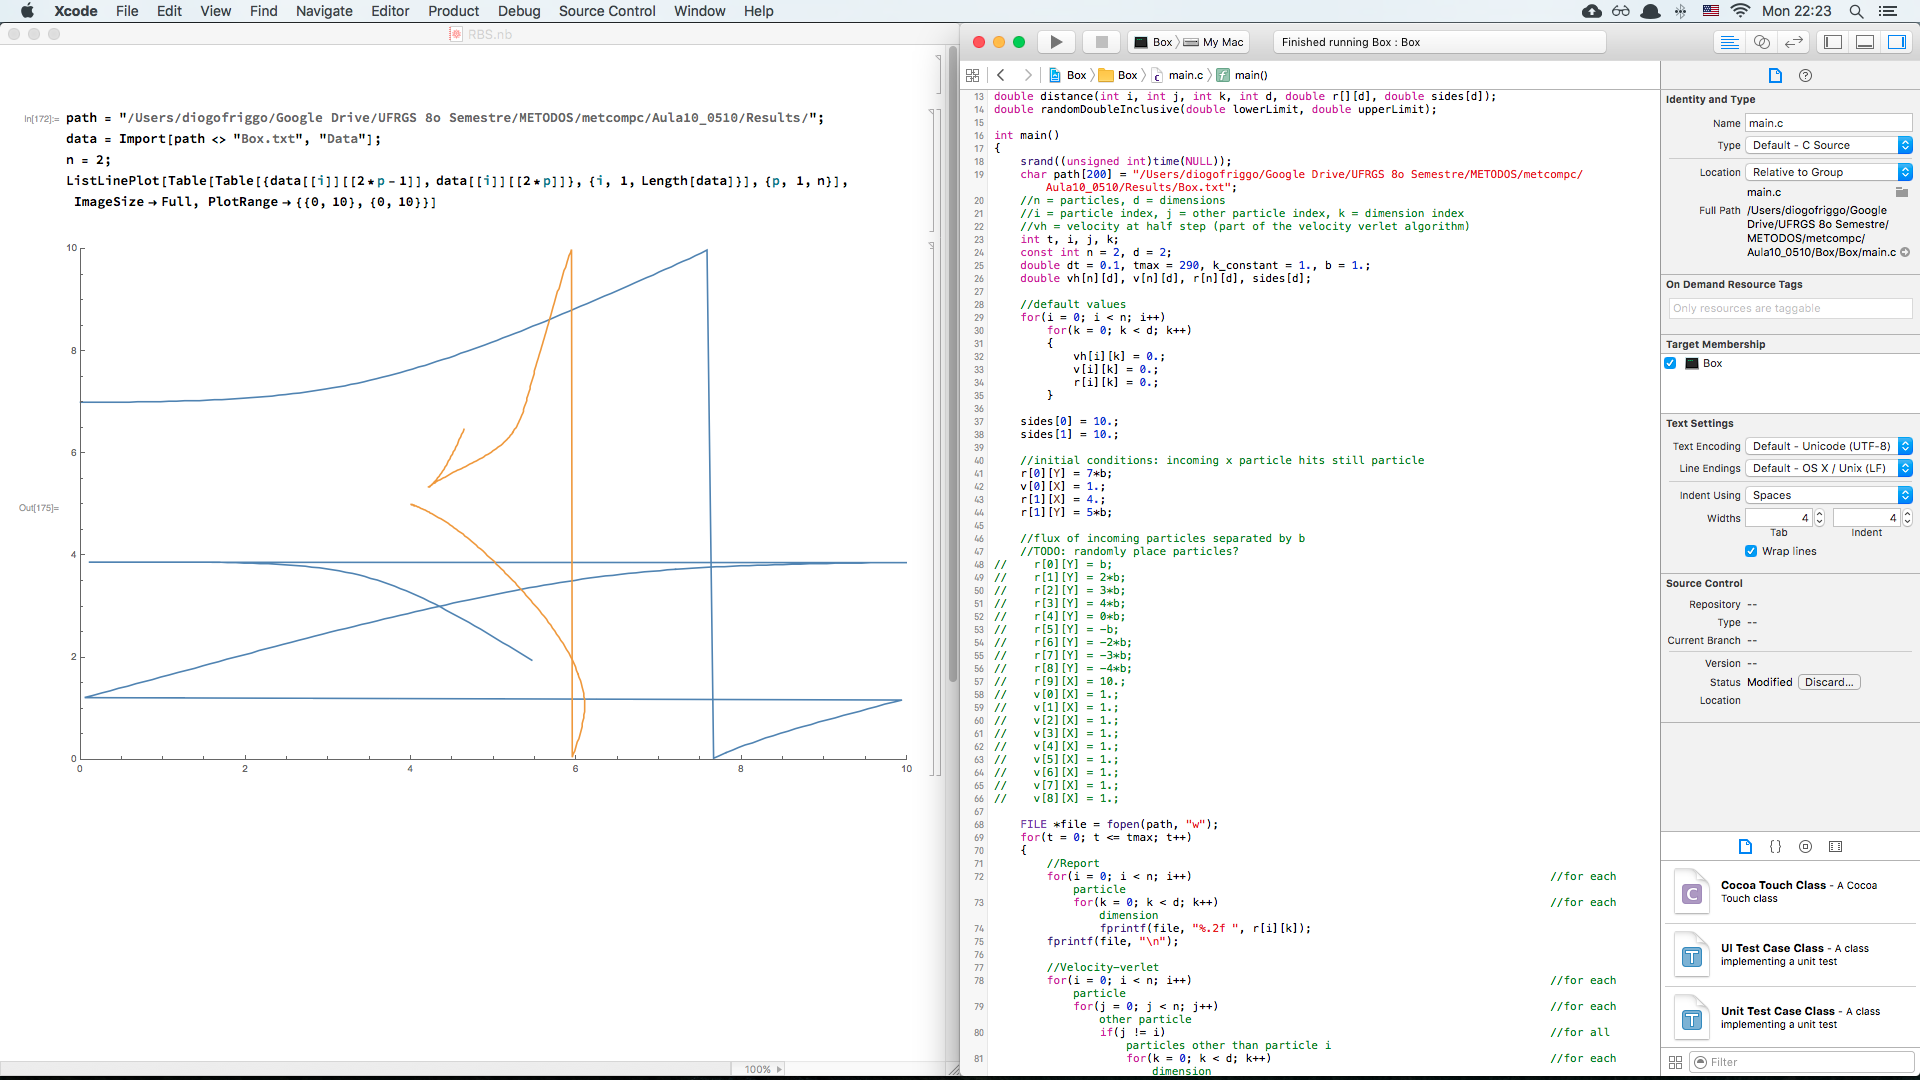 Xcode File Edit View Find Navigate Editor Product Debug Source Control Window Help
Mon 22:23
RBS.nb
In[172]:= path = "/Users/diogofriggo/Google Drive/UFRGS 8o Semestre/METODOS/metcompc/Aula10_0510/Results/";
data = Import[path <> "Box.txt", "Data"];
n = 2;
ListLinePlot[Table[Table[{data[[i]][[2*p-1]], data[[i]][[2*p]]}, {i, 1, Length[data]}], {p, 1, n}],
ImageSize→Full, PlotRange→{{0, 10}, {0, 10}}]
10
8
6
Out[175]=
4
2
0
0 2 4 6 8 10
100%
Box My Mac
Finished running Box : Box
Box Box main.c main()
13 double distance(int i, int j, int k, int d, double r[][d], double sides[d]);
14 double randomDoubleInclusive(double lowerLimit, double upperLimit);
15
16 int main()
17 {
18 srand((unsigned int)time(NULL));
19 char path[200] = "/Users/diogofriggo/Google Drive/UFRGS 8o Semestre/METODOS/metcompc/
Aula10_0510/Results/Box.txt";
20 //n = particles, d = dimensions
21 //i = particle index, j = other particle index, k = dimension index
22 //vh = velocity at half step (part of the velocity verlet algorithm)
23 int t, i, j, k;
24 const int n = 2, d = 2;
25 double dt = 0.1, tmax = 290, k_constant = 1., b = 1.;
26 double vh[n][d], v[n][d], r[n][d], sides[d];
27
28 //default values
29 for(i = 0; i < n; i++)
30 for(k = 0; k < d; k++)
31 {
32 vh[i][k] = 0.;
33 v[i][k] = 0.;
34 r[i][k] = 0.;
35 }
36
37 sides[0] = 10.;
38 sides[1] = 10.;
39
40 //initial conditions: incoming x particle hits still particle
41 r[0][Y] = 7*b;
42 v[0][X] = 1.;
43 r[1][X] = 4.;
44 r[1][Y] = 5*b;
45
46 //flux of incoming particles separated by b
47 //TODO: randomly place particles?
48 // r[0][Y] = b;
49 // r[1][Y] = 2*b;
50 // r[2][Y] = 3*b;
51 // r[3][Y] = 4*b;
52 // r[4][Y] = 0*b;
53 // r[5][Y] = -b;
54 // r[6][Y] = -2*b;
55 // r[7][Y] = -3*b;
56 // r[8][Y] = -4*b;
57 // r[9][X] = 10.;
58 // v[0][X] = 1.;
59 // v[1][X] = 1.;
60 // v[2][X] = 1.;
61 // v[3][X] = 1.;
62 // v[4][X] = 1.;
63 // v[5][X] = 1.;
64 // v[6][X] = 1.;
65 // v[7][X] = 1.;
66 // v[8][X] = 1.;
67
68 FILE *file = fopen(path, "w");
69 for(t = 0; t <= tmax; t++)
70 {
71 //Report
72 for(i = 0; i < n; i++) //for each
particle
73 for(k = 0; k < d; k++) //for each
dimension
74 fprintf(file, "%.2f ", r[i][k]);
75 fprintf(file, "\n");
76
77 //Velocity-verlet
78 for(i = 0; i < n; i++) //for each
particle
79 for(j = 0; j < n; j++) //for each
other particle
80 if(j != i) //for all
particles other than particle i
81 for(k = 0; k < d; k++) //for each
dimension
Identity and Type
Name main.c
Type Default - C Source
Location Relative to Group
main.c
Full Path /Users/diogofriggo/Google
Drive/UFRGS 8o Semestre/
METODOS/metcompc/
Aula10_0510/Box/Box/main.c
On Demand Resource Tags
Only resources are taggable
Target Membership
Box
Text Settings
Text Encoding Default - Unicode (UTF-8)
Line Endings Default - OS X / Unix (LF)
Indent Using Spaces
Widths 4 4
Tab Indent
Wrap lines
Source Control
Repository --
Type --
Current Branch --
Version --
Status Modified Discard...
Location
{}
C Cocoa Touch Class - A Cocoa
Touch class
T UI Test Case Class - A class
implementing a unit test
T Unit Test Case Class - A class
implementing a unit test
Filter